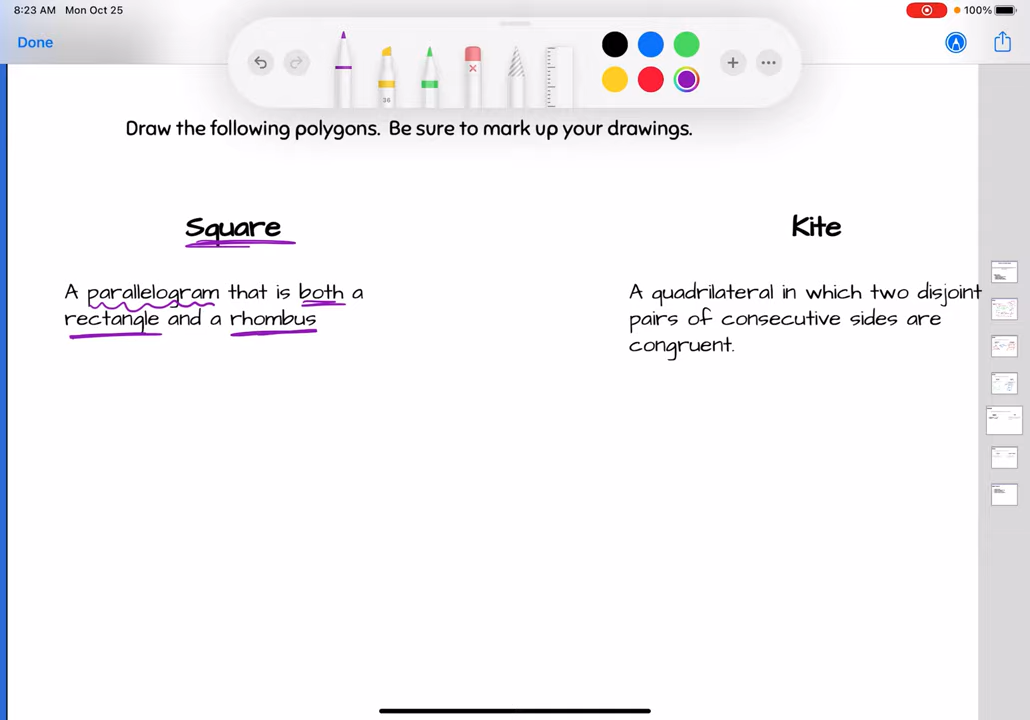 8:23 AM Mon Oct 25
100%
Done
36
Draw the following polygons. Be sure to mark up your drawings.
Square
A parallelogram that is both a
rectangle and a rhombus
Kite
A quadrilateral in which two disjoint
pairs of consecutive sides are
congruent.